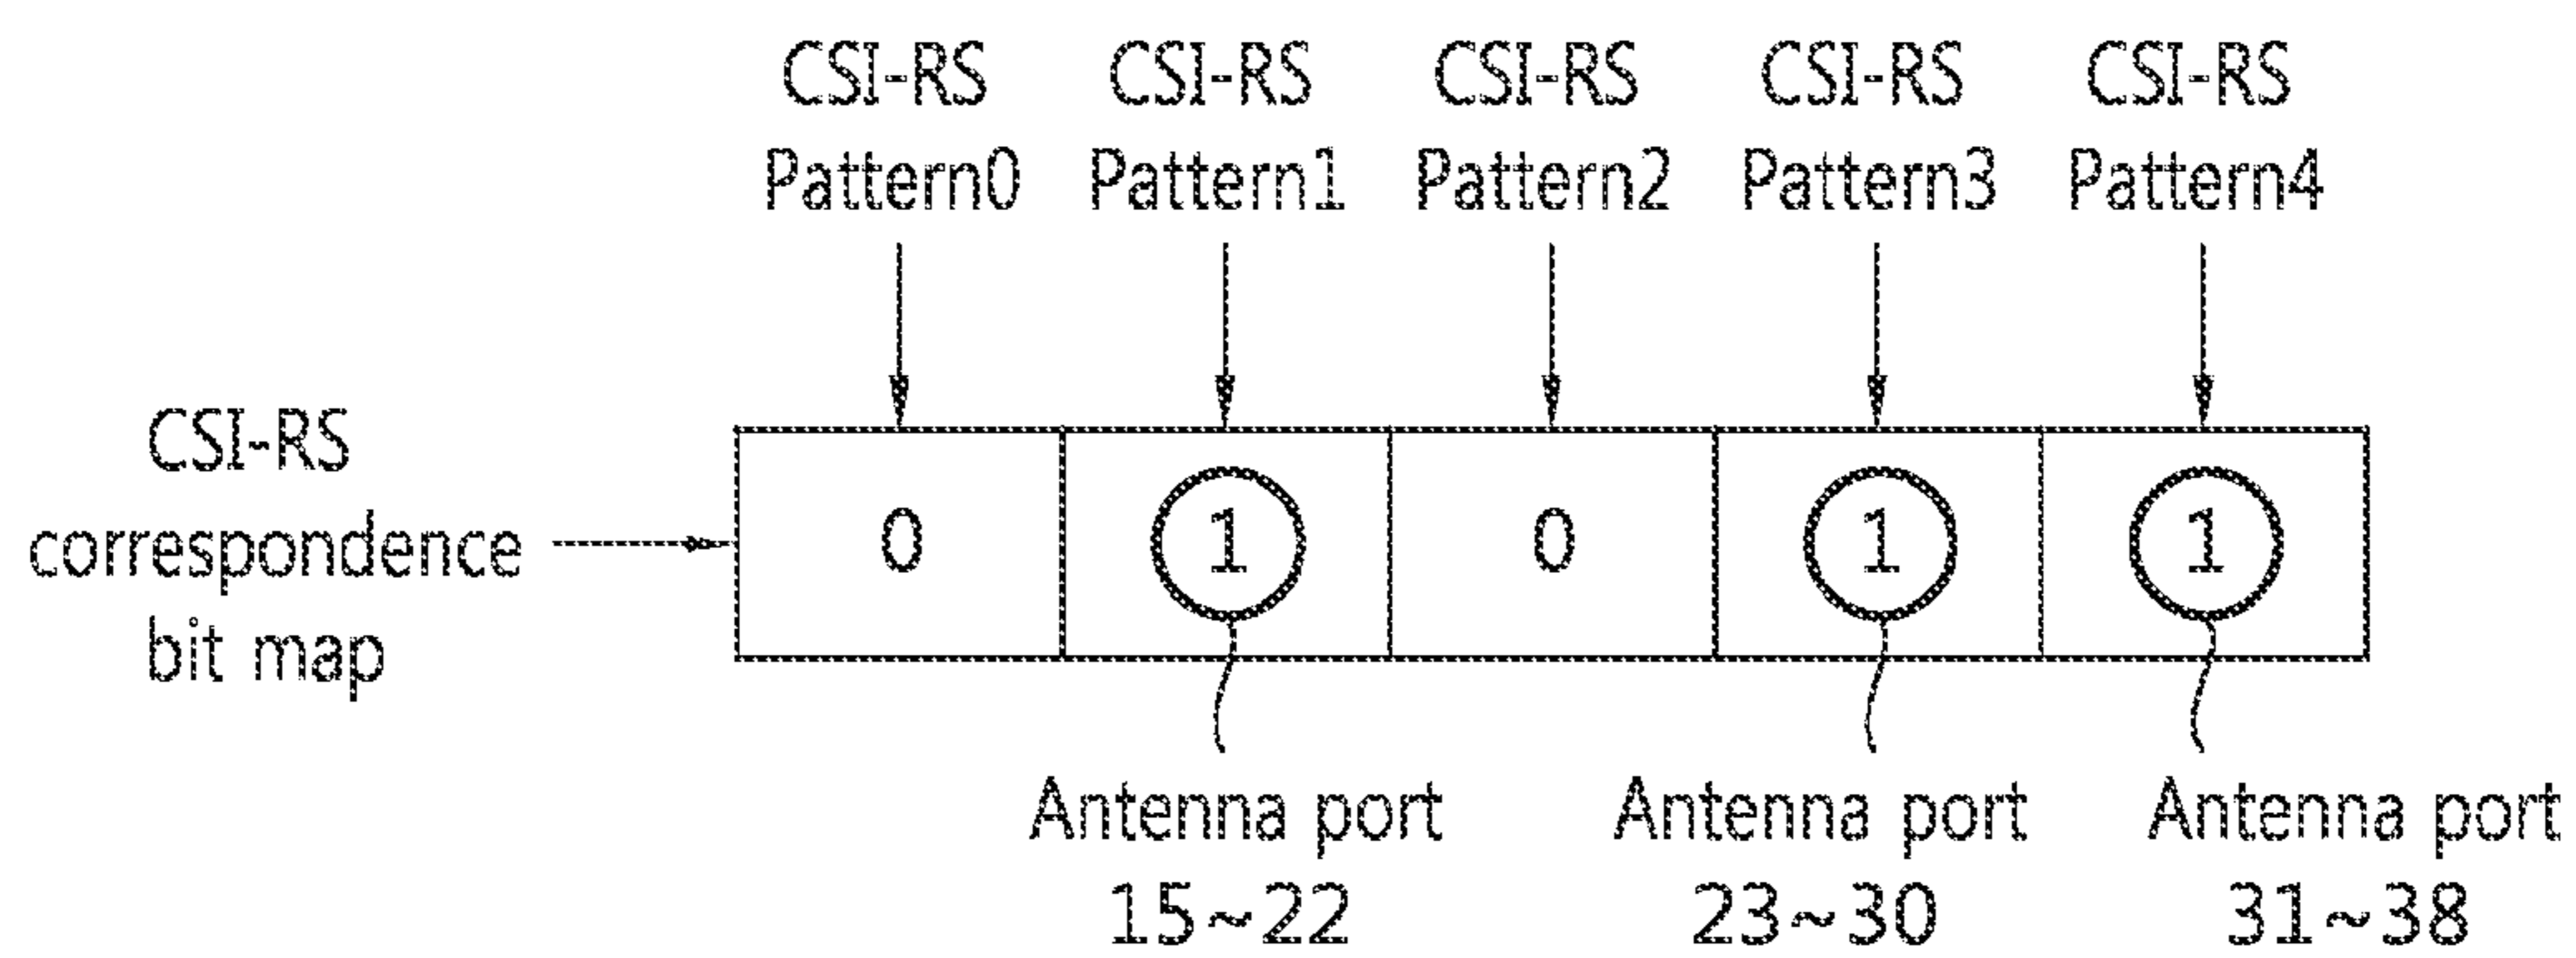 CSI-RS CSI-RS CSI-RS CSI-RS CSI-RS
Pattern0 Pattern1 Pattern2 Pattern3 Pattern4
CSI-RS
correspondence
bit map
0 1 0 1 1
Antenna port Antenna port Antenna port
15~22 23~30 31~38